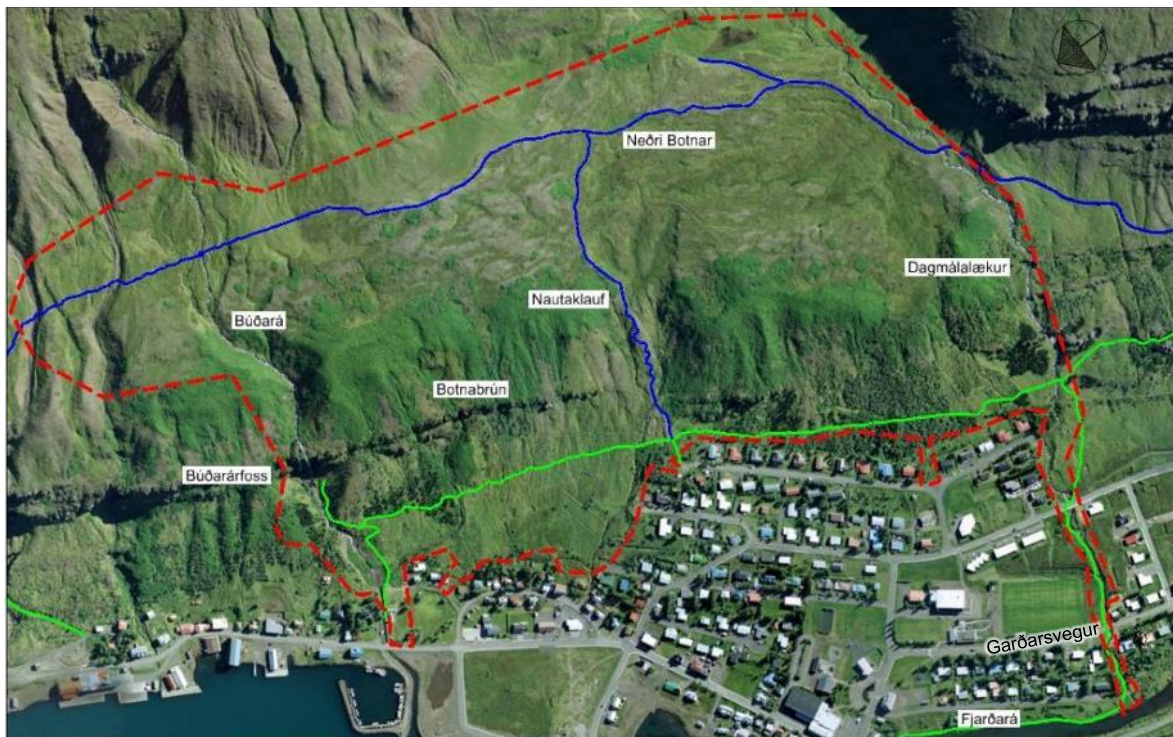 Neðri Botnar
Dagmálalækur
Nautaklauf
Búðará
Botnabrún
Búðarárfoss
Garðarsvegur
Fjarðará